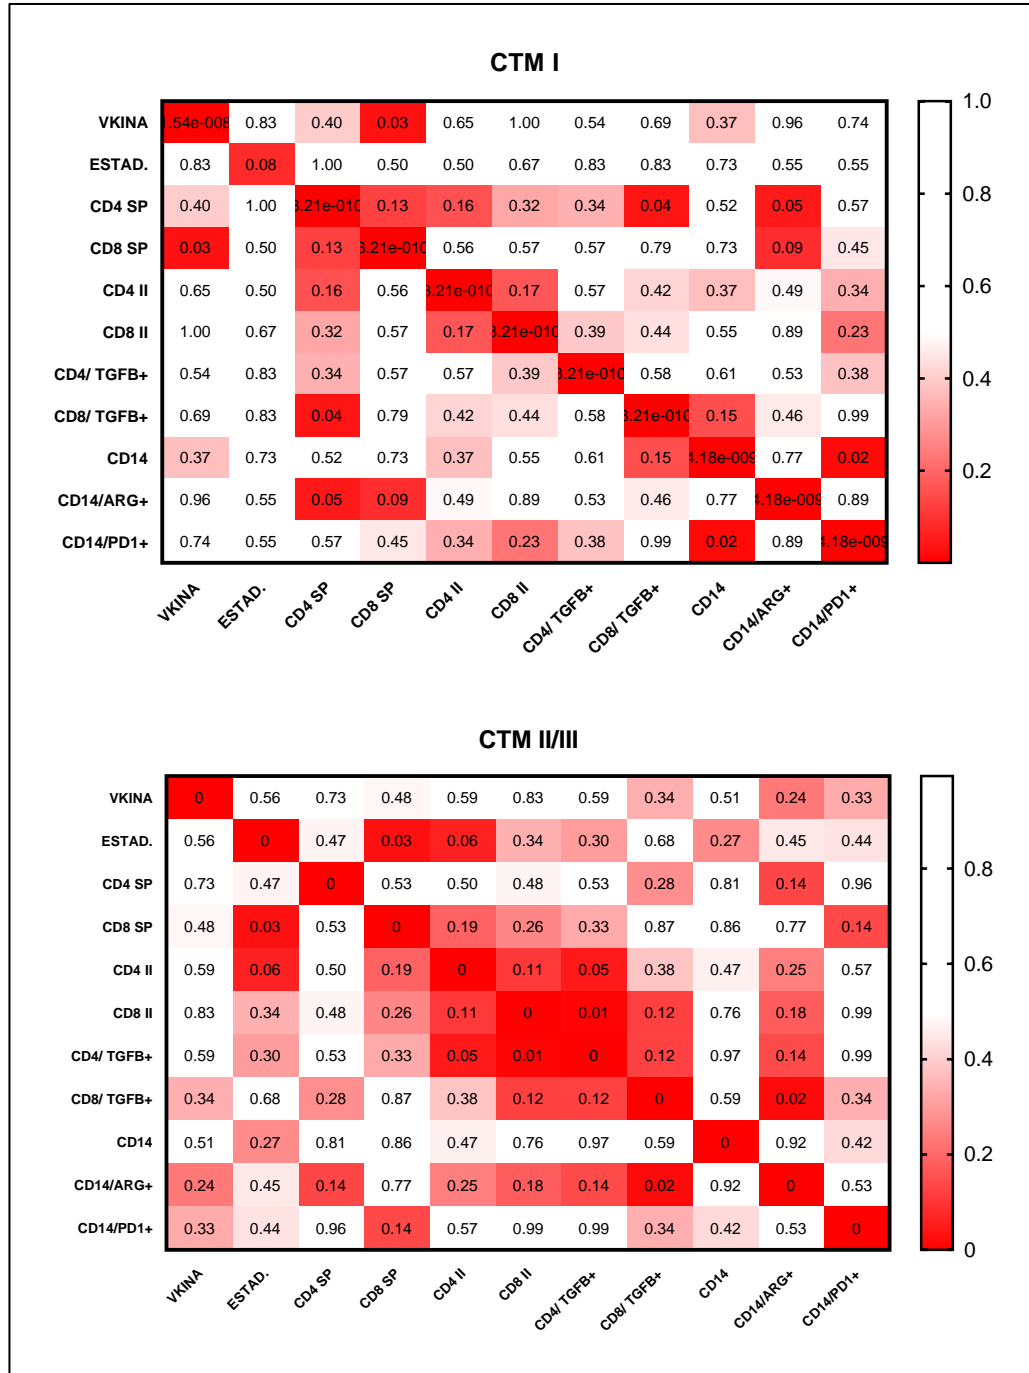 CTM I
1.0
VKINA .54e-008 0.83 0.40 0.03 0.65 1.00 0.54 0.69 0.37 0.96 0.74
ESTAD. 0.83 0.08 1.00 0.50 0.50 0.67 0.83 0.83 0.73 0.55 0.55
0.8
CD4 SP 0.40 1.00 3.21e-010 0.13 0.16 0.32 0.34 0.04 0.52 0.05 0.57
CD8 SP 0.03 0.50 0.13 3.21e-010 0.56 0.57 0.57 0.79 0.73 0.09 0.45
0.6
CD4 II 0.65 0.50 0.16 0.56 3.21e-010 0.17 0.57 0.42 0.37 0.49 0.34
CD8 II 1.00 0.67 0.32 0.57 0.17 3.21e-010 0.39 0.44 0.55 0.89 0.23
CD4/ TGFB+ 0.54 0.83 0.34 0.57 0.57 0.39 3.21e-010 0.58 0.61 0.53 0.38
0.4
CD8/ TGFB+ 0.69 0.83 0.04 0.79 0.42 0.44 0.58 3.21e-010 0.15 0.46 0.99
CD14 0.37 0.73 0.52 0.73 0.37 0.55 0.61 0.15 4.18e-009 0.77 0.02
0.2
CD14/ARG+ 0.96 0.55 0.05 0.09 0.49 0.89 0.53 0.46 0.77 4.18e-009 0.89
CD14/PD1+ 0.74 0.55 0.57 0.45 0.34 0.23 0.38 0.99 0.02 0.89 4.18e-009
VKINA ESTAD. CD4 SP CD8 SP CD4 II CD8 II CD4/ TGFB+ CD8/ TGFB+ CD14 CD14/ARG+ CD14/PD1+
CTM II/III
VKINA 0 0.56 0.73 0.48 0.59 0.83 0.59 0.34 0.51 0.24 0.33
ESTAD. 0.56 0 0.47 0.03 0.06 0.34 0.30 0.68 0.27 0.45 0.44
0.8
CD4 SP 0.73 0.47 0 0.53 0.50 0.48 0.53 0.28 0.81 0.14 0.96
CD8 SP 0.48 0.03 0.53 0 0.19 0.26 0.33 0.87 0.86 0.77 0.14
0.6
CD4 II 0.59 0.06 0.50 0.19 0 0.11 0.05 0.38 0.47 0.25 0.57
CD8 II 0.83 0.34 0.48 0.26 0.11 0 0.01 0.12 0.76 0.18 0.99
CD4/ TGFB+ 0.59 0.30 0.53 0.33 0.05 0.01 0 0.12 0.97 0.14 0.99
0.4
CD8/ TGFB+ 0.34 0.68 0.28 0.87 0.38 0.12 0.12 0 0.59 0.02 0.34
CD14 0.51 0.27 0.81 0.86 0.47 0.76 0.97 0.59 0 0.92 0.42
0.2
CD14/ARG+ 0.24 0.45 0.14 0.77 0.25 0.18 0.14 0.02 0.92 0 0.53
CD14/PD1+ 0.33 0.44 0.96 0.14 0.57 0.99 0.99 0.34 0.42 0.53 0
0
VKINA ESTAD. CD4 SP CD8 SP CD4 II CD8 II CD4/ TGFB+ CD8/ TGFB+ CD14 CD14/ARG+ CD14/PD1+